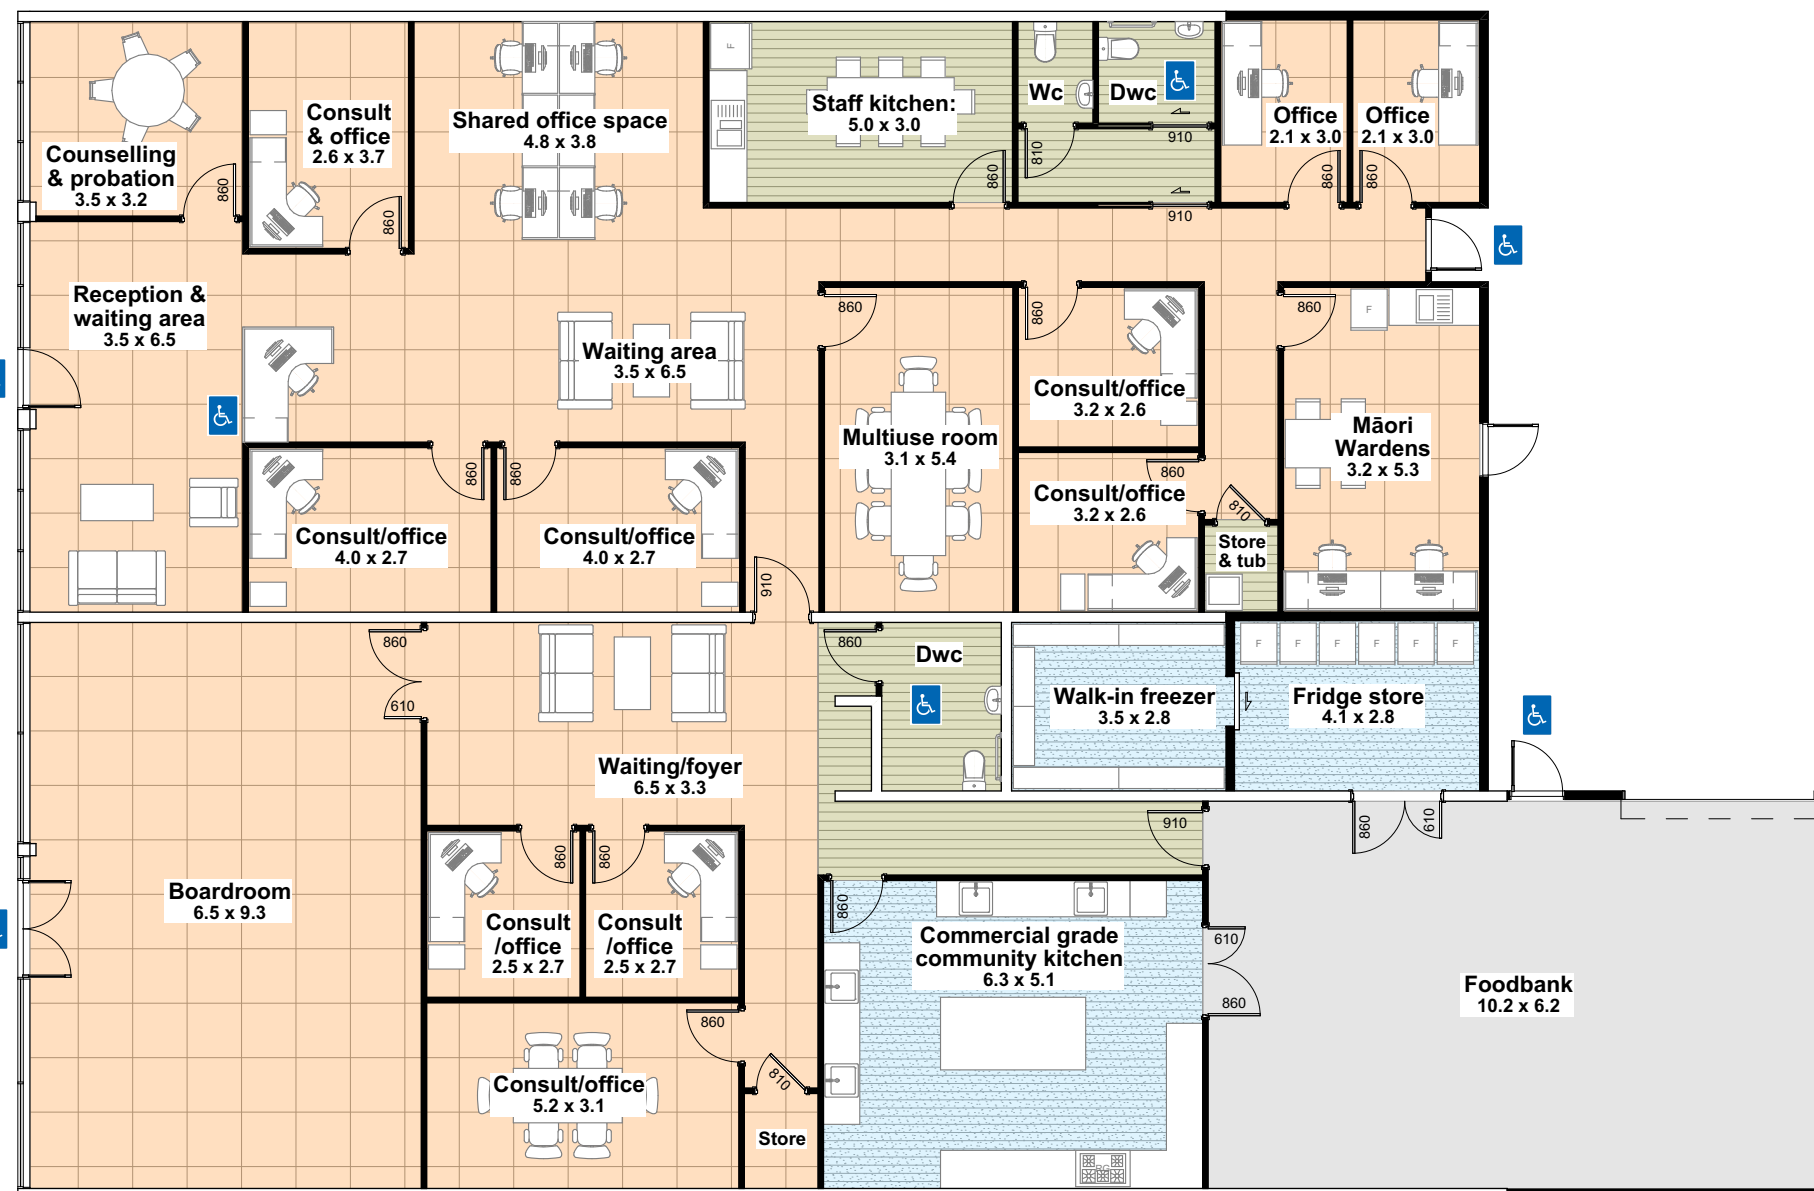 Counselling
& probation
3.5 x 3.2
860
Consult
& office
2.6 x 3.7
860
Shared office space
4.8 x 3.8
F
Staff kitchen:
5.0 x 3.0
860
Wc
810
Dwc
910
910
Office
2.1 x 3.0
860
Office
2.1 x 3.0
860
Reception &
waiting area
3.5 x 6.5
Waiting area
3.5 x 6.5
860
Multiuse room
3.1 x 5.4
860
Consult/office
3.2 x 2.6
860
Consult/office
3.2 x 2.6
860
F
Māori
Wardens
3.2 x 5.3
810
Store
& tub
860
Consult/office
4.0 x 2.7
860
Consult/office
4.0 x 2.7
910
860
610
Waiting/foyer
6.5 x 3.3
860
Dwc
Walk-in freezer
3.5 x 2.8
F
F
F
F
F
F
Fridge store
4.1 x 2.8
910
860
610
Boardroom
6.5 x 9.3
860
Consult
/office
2.5 x 2.7
860
Consult
/office
2.5 x 2.7
860
Commercial grade
community kitchen
6.3 x 5.1
610
860
Foodbank
10.2 x 6.2
860
Consult/office
5.2 x 3.1
810
Store